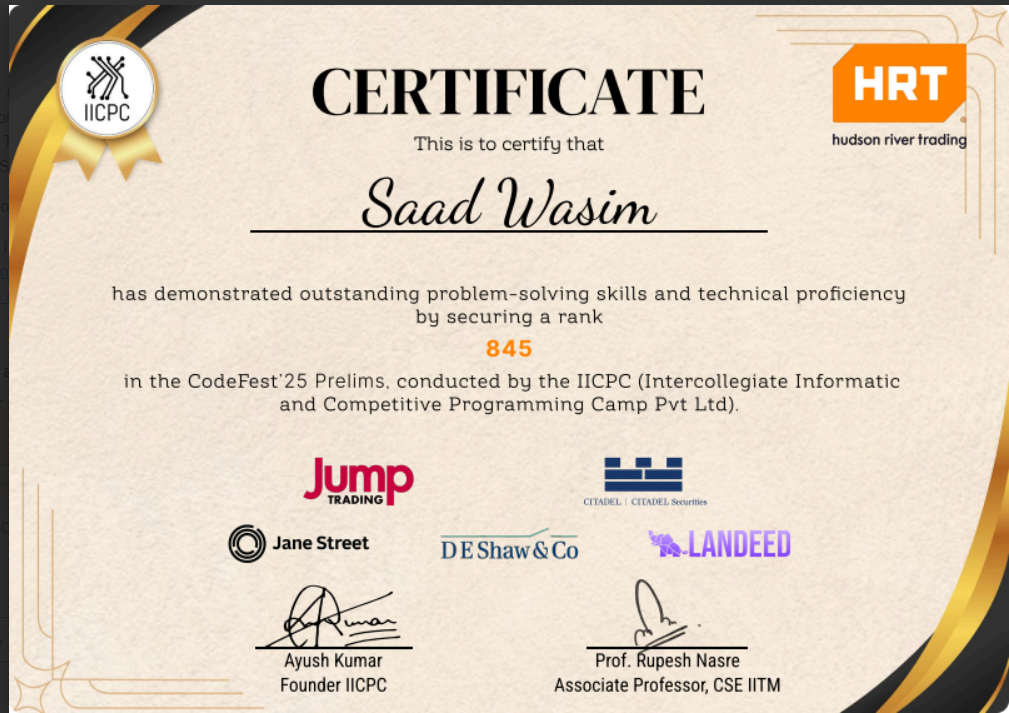 IICPC
HRT
hudson river trading
CERTIFICATE
This is to certify that
Saad Wasim
has demonstrated outstanding problem-solving skills and technical proficiency
by securing a rank
845
in the CodeFest'25 Prelims, conducted by the IICPC (Intercollegiate Informatic
and Competitive Programming Camp Pvt Ltd).
Jump
TRADING
CITADEL | CITADEL Securities
Jane Street
D E Shaw & Co
LANDEED
Ayush Kumar
Founder IICPC
Prof. Rupesh Nasre
Associate Professor, CSE IITM